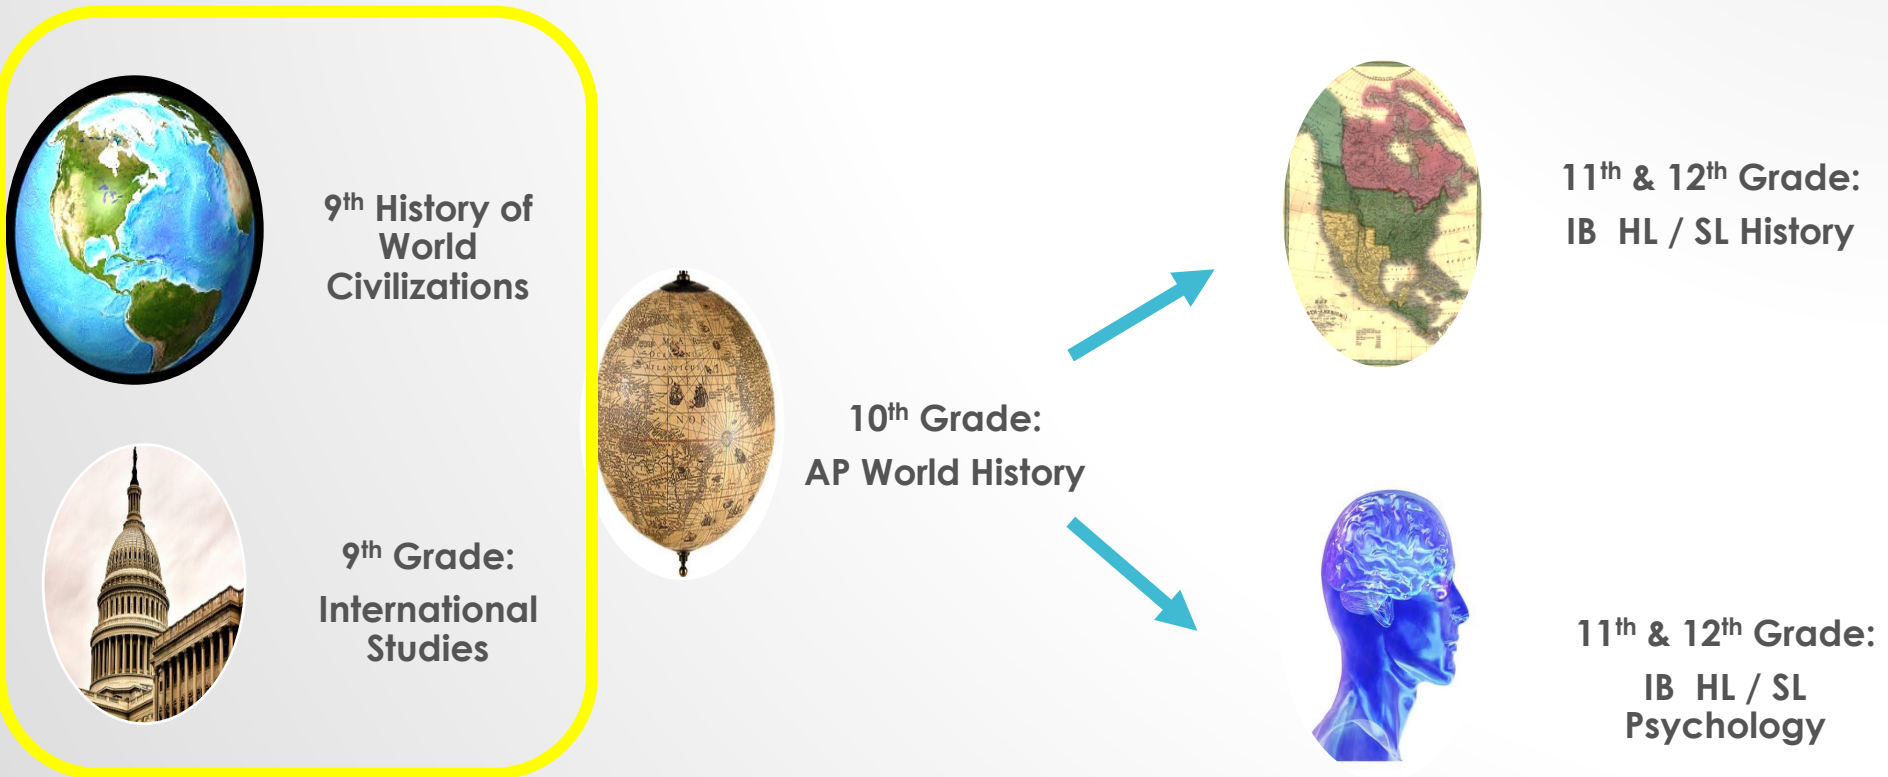 9th History of
World
Civilizations
9th Grade:
International
Studies
10th Grade:
AP World History
11th & 12th Grade:
IB HL / SL History
11th & 12th Grade:
IB HL / SL
Psychology